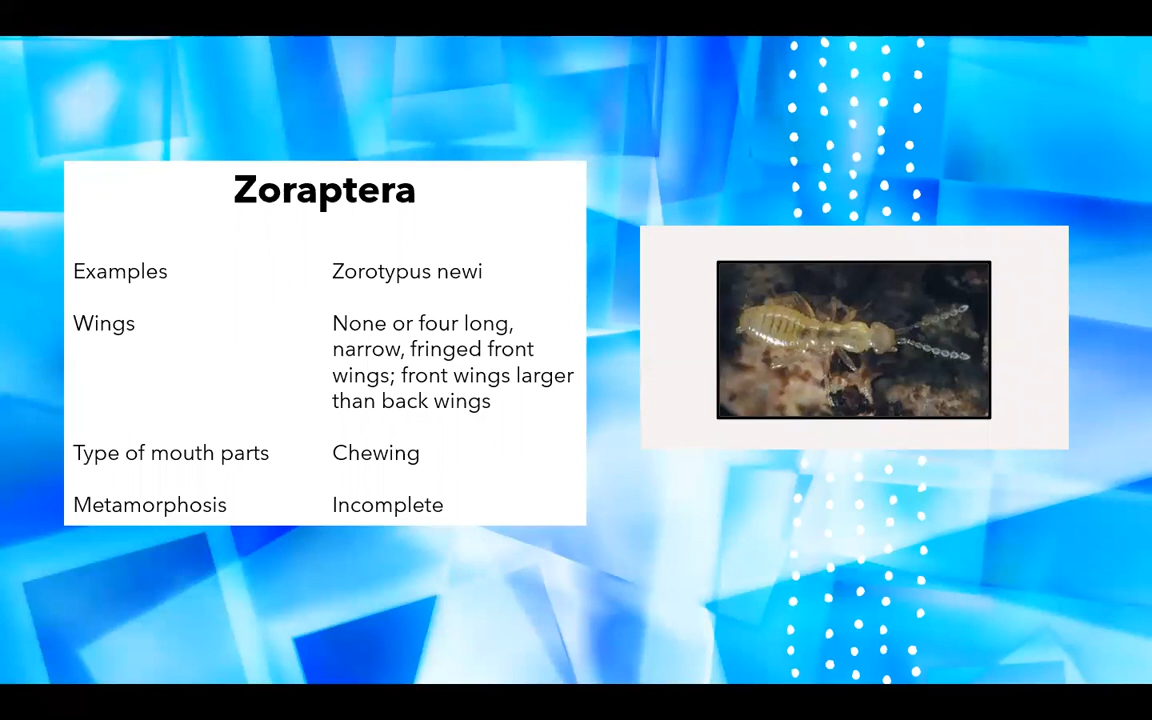 Zoraptera
Examples Zorotypus newi
Wings None or four long,
narrow, fringed front
wings; front wings larger
than back wings
Type of mouth parts Chewing
Metamorphosis Incomplete